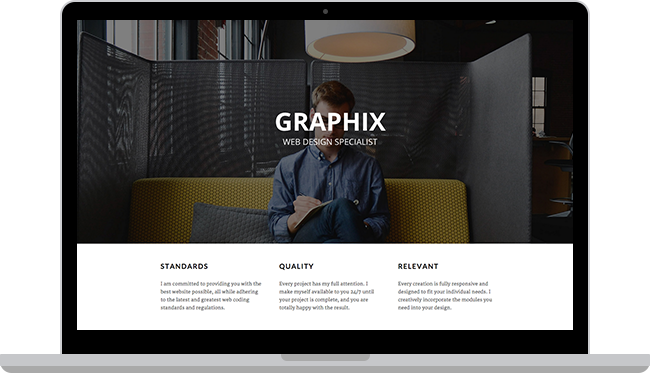 GRAPHIX
WEB DESIGN SPECIALIST
STANDARDS
I am committed to providing you with the
best website possible, all while adhering
to the latest and greatest web coding
standards and regulations.
QUALITY
Every project has my full attention. I
make myself available to you 24/7 until
your project is complete, and you are
totally happy with the result.
RELEVANT
Every creation is fully responsive and
designed to fit your individual needs. I
creatively incorporate the modules you
need into your design.